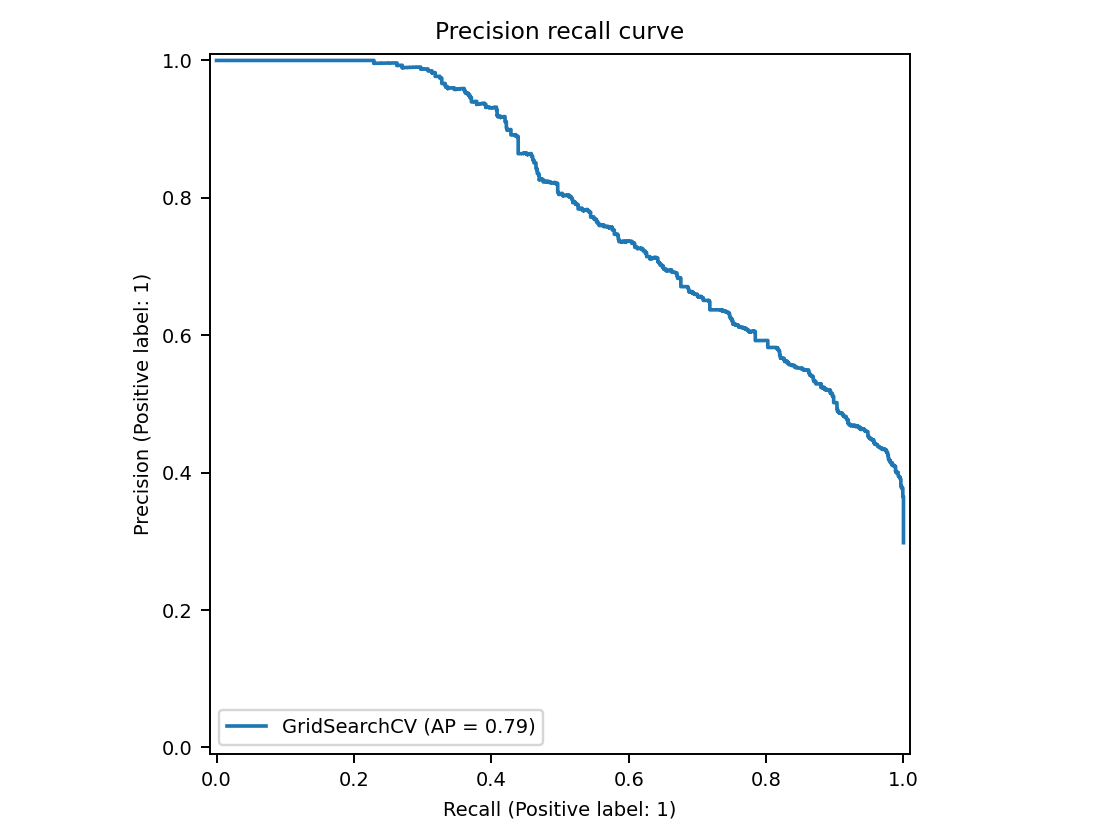 Precision recall curve
1.0
0.8
0.6
0.4
0.2
0.0
Precision (Positive label: 1)
GridSearchCV (AP = 0.79)
0.0 0.2 0.4 0.6 0.8 1.0
Recall (Positive label: 1)